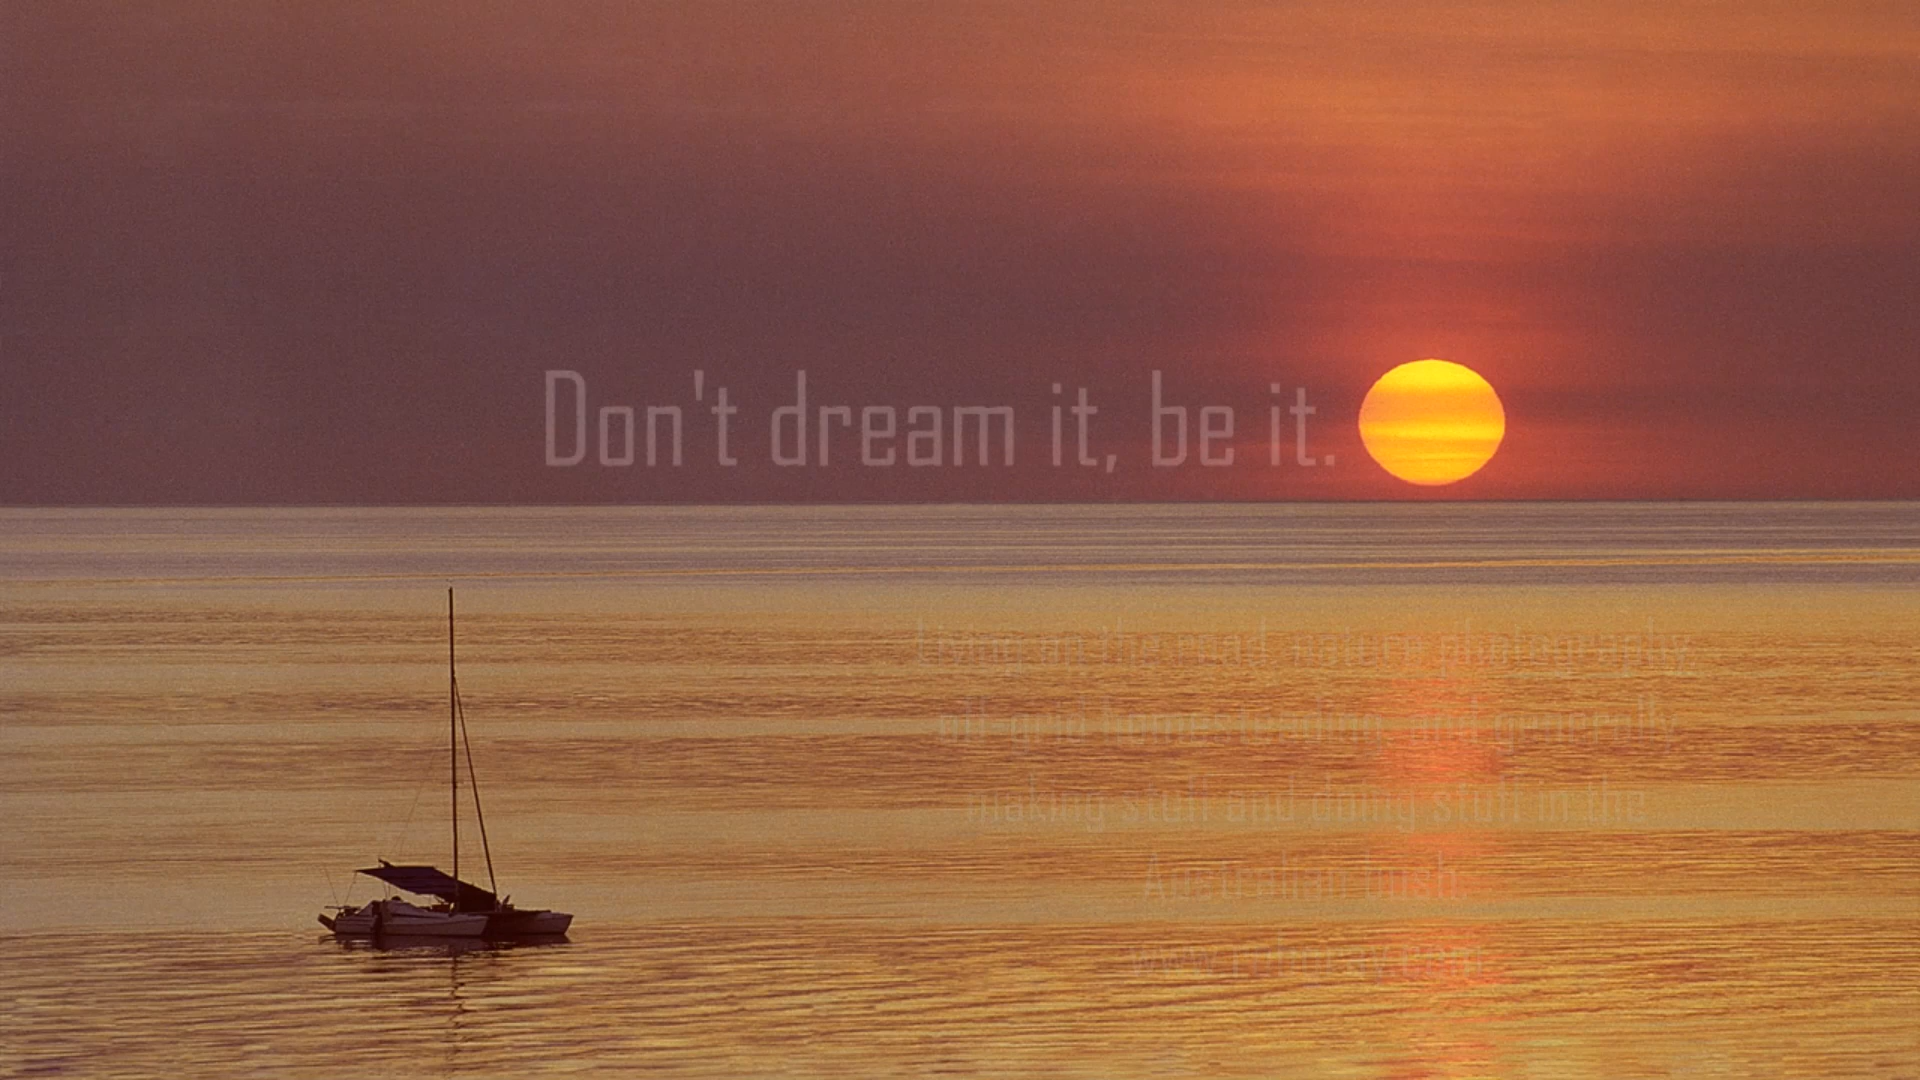 Don't dream it, be it.
Living on the road, nature photography,
off-grid homesteading, and generally
making stuff and doing stuff in the
Australian bush.